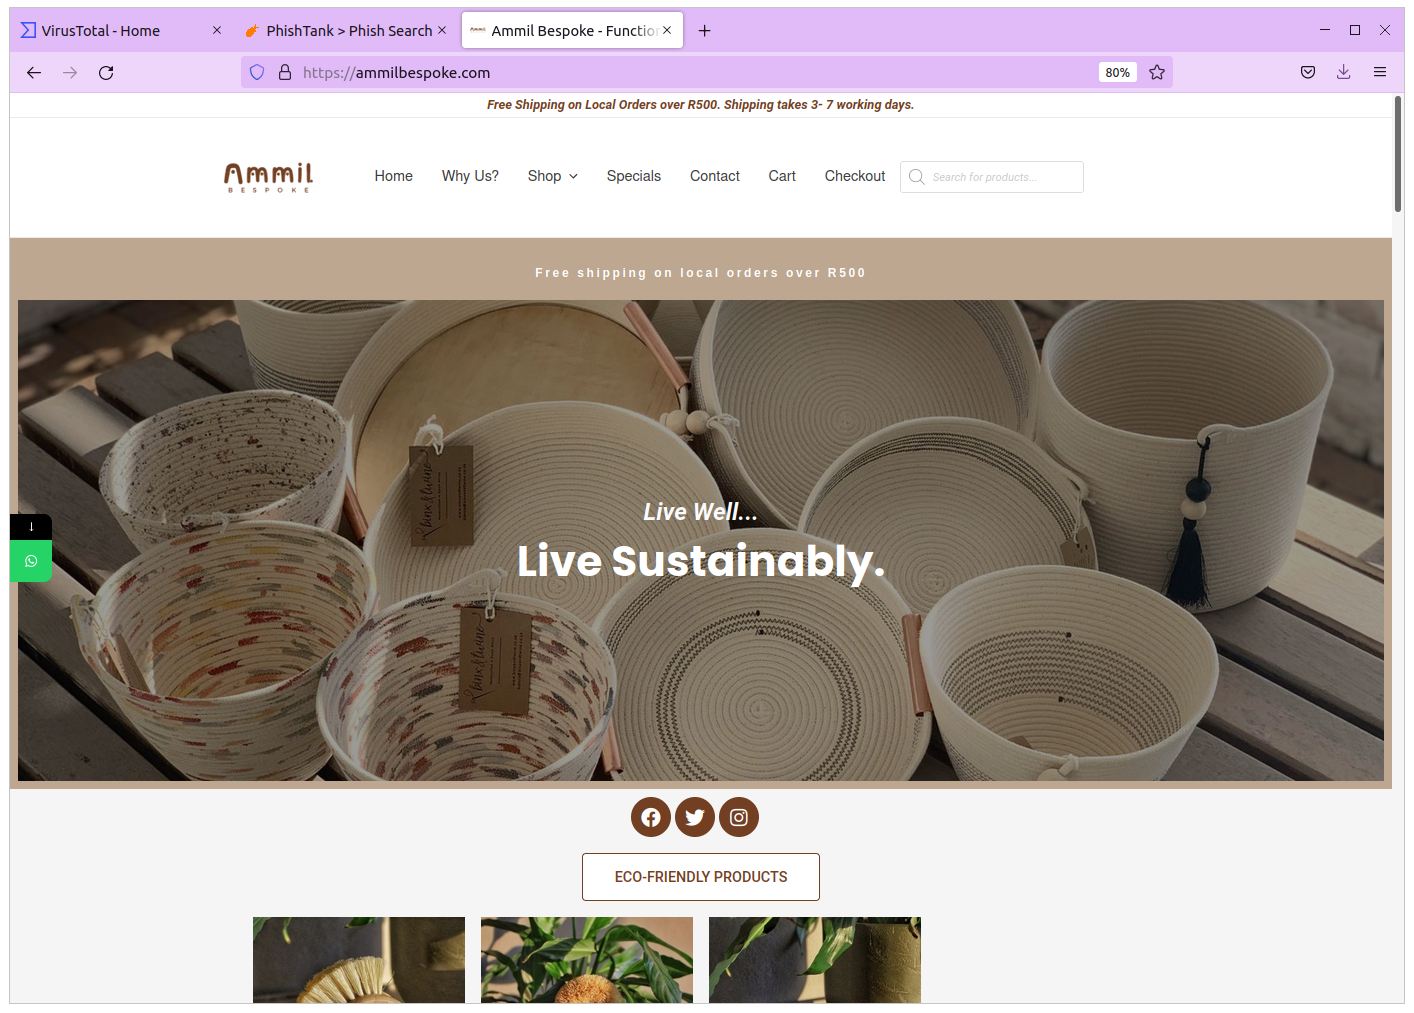 VirusTotal - Home
PhishTank > Phish Search
Ammil Bespoke - Function
https://ammilbespoke.com
80%
Free Shipping on Local Orders over R500. Shipping takes 3- 7 working days.
Ammil
BESPOKE
Home
Why Us?
Shop
Specials
Contact
Cart
Checkout
Search for products...
Free shipping on local orders over R500
Live Well...
Live Sustainably.
ECO-FRIENDLY PRODUCTS